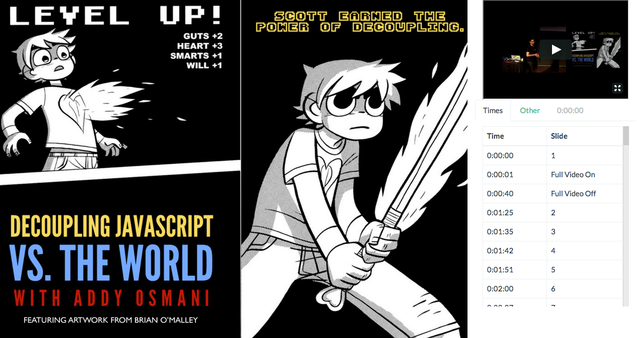 LEVEL UP!
GUTS +2
HEART +3
SMARTS +1
WILL +1
DECOUPLING JAVASCRIPT
VS. THE WORLD
WITH ADDY OSMANI
FEATURING ARTWORK FROM BRIAN O'MALLEY
SCOTT EARNED THE
POWER OF DECOUPLING.
Times Other 0:00:00
Time Slide
0:00:00 1
0:00:01 Full Video On
0:00:40 Full Video Off
0:01:25 2
0:01:35 3
0:01:42 4
0:01:51 5
0:02:00 6